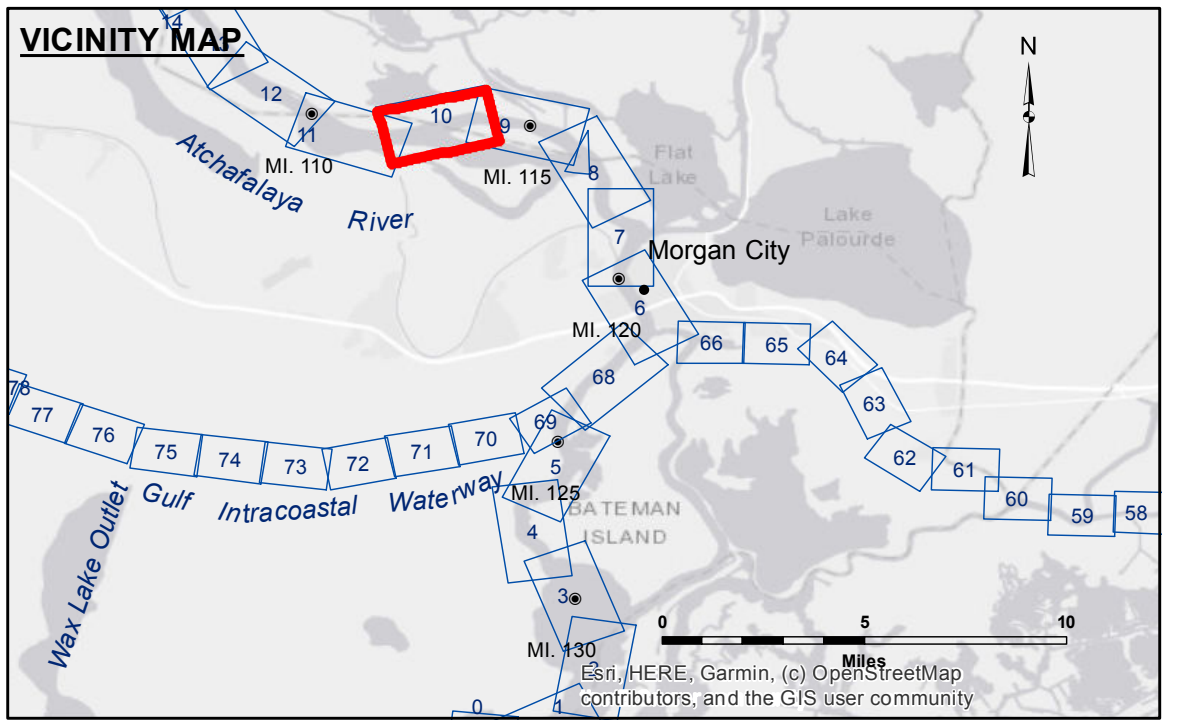 VICINITY MAP
N
14
12
11
10
9
8
7
6
MI. 110
MI. 115
Atchafalaya
River
Flat
Lake
Lake
Palourde
Morgan City
MI. 120
66
65
64
63
62
61
60
59
58
68
69
70
71
72
73
74
75
76
77
78
5
MI. 125
4
3
MI. 130
2
1
0
Gulf Intracoastal Waterway
Wax Lake Outlet
BATEMAN
ISLAND
0 5 10
Miles
Esri, HERE, Garmin, (c) OpenStreetMap
contributors, and the GIS user community